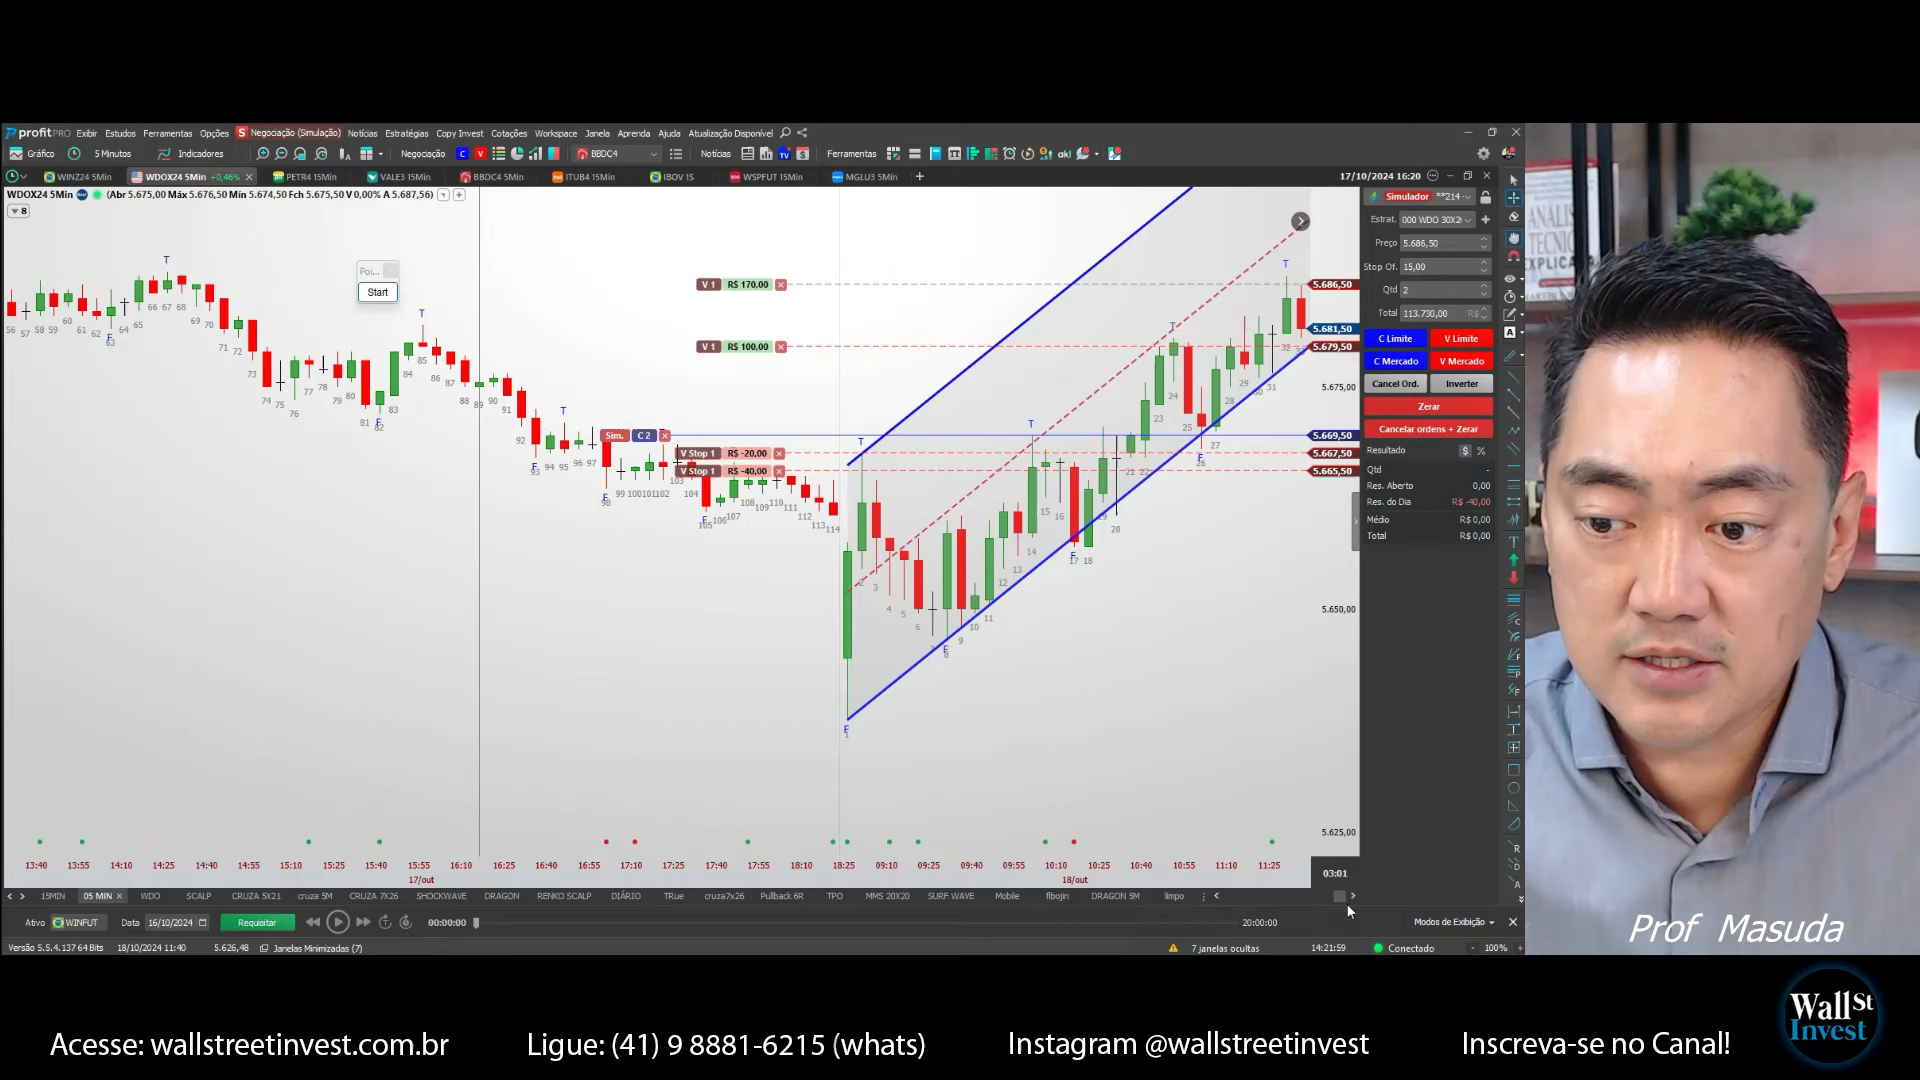 profitPRO Exibir Estudos Ferramentas Opções S Negociação (Simulação) Notícias Estratégias Copy Invest Cotações Workspace Janela Aprenda Ajuda Atualização Disponível
Gráfico 5 Minutos Indicadores Negociação C V BBDC4 Notícias TV $ Ferramentas akl
WINZ24 5Min WDOX24 5Min +0,46% PETR4 15Min VALE3 15Min BBDC4 5Min ITUB4 15Min IBOV 1S WSPFUT 15Min MGLU3 5Min 17/10/2024 16:20
WDOX24 5Min (Abr 5.675,00 Máx 5.676,50 Mín 5.674,50 Fch 5.675,50 V 0,00% A 5.687,56)
8
Simulador **214
Estrat. 000 WDO 30X2
Preço 5.686,50
Stop Of. 15,00
Qtd 2
Total 113.730,00 R$
C Limite V Limite
C Mercado V Mercado
Cancel Ord. Inverter
Zerar
Cancelar ordens + Zerar
Resultado $ %
Qtd -
Res. Aberto 0,00
Res. do Dia R$ -40,00
Médio R$ 0,00
Total R$ 0,00
Poi...
Start
V 1 R$ 170,00 5.686,50
5.681,50
V 1 R$ 100,00 5.679,50
5.675,00
Sim. C 2 5.669,50
V Stop 1 R$ -20,00 5.667,50
V Stop 1 R$ -40,00 5.665,50
5.650,00
5.625,00
13:40 13:55 14:10 14:25 14:40 14:55 15:10 15:25 15:40 15:55 16:10 16:25 16:40 16:55 17:10 17:25 17:40 17:55 18:10 18:25 09:10 09:25 09:40 09:55 10:10 10:25 10:40 10:55 11:10 11:25
17/out 18/out
03:01
15MIN 05 MIN WDO SCALP CRUZA 5X21 cruza 5M CRUZA 7X26 SHOCKWAVE DRAGON RENKO SCALP DIÁRIO TRue cruza7x26 Pullback 6R TPO MMS 20X20 SURF WAVE Mobile fibojin DRAGON 5M limpo
Ativo WINFUT Data 16/10/2024 Requisitar 00:00:00 20:00:00 Modos de Exibição
Versão 5.5.4.137 64 Bits 18/10/2024 11:40 5.626,48 Janelas Minimizadas (7) 7 janelas ocultas 14:21:59 Conectado - 100% +
Prof Masuda
Acesse: wallstreetinvest.com.br Ligue: (41) 9 8881-6215 (whats) Instagram @wallstreetinvest Inscreva-se no Canal!
Wall St
Invest